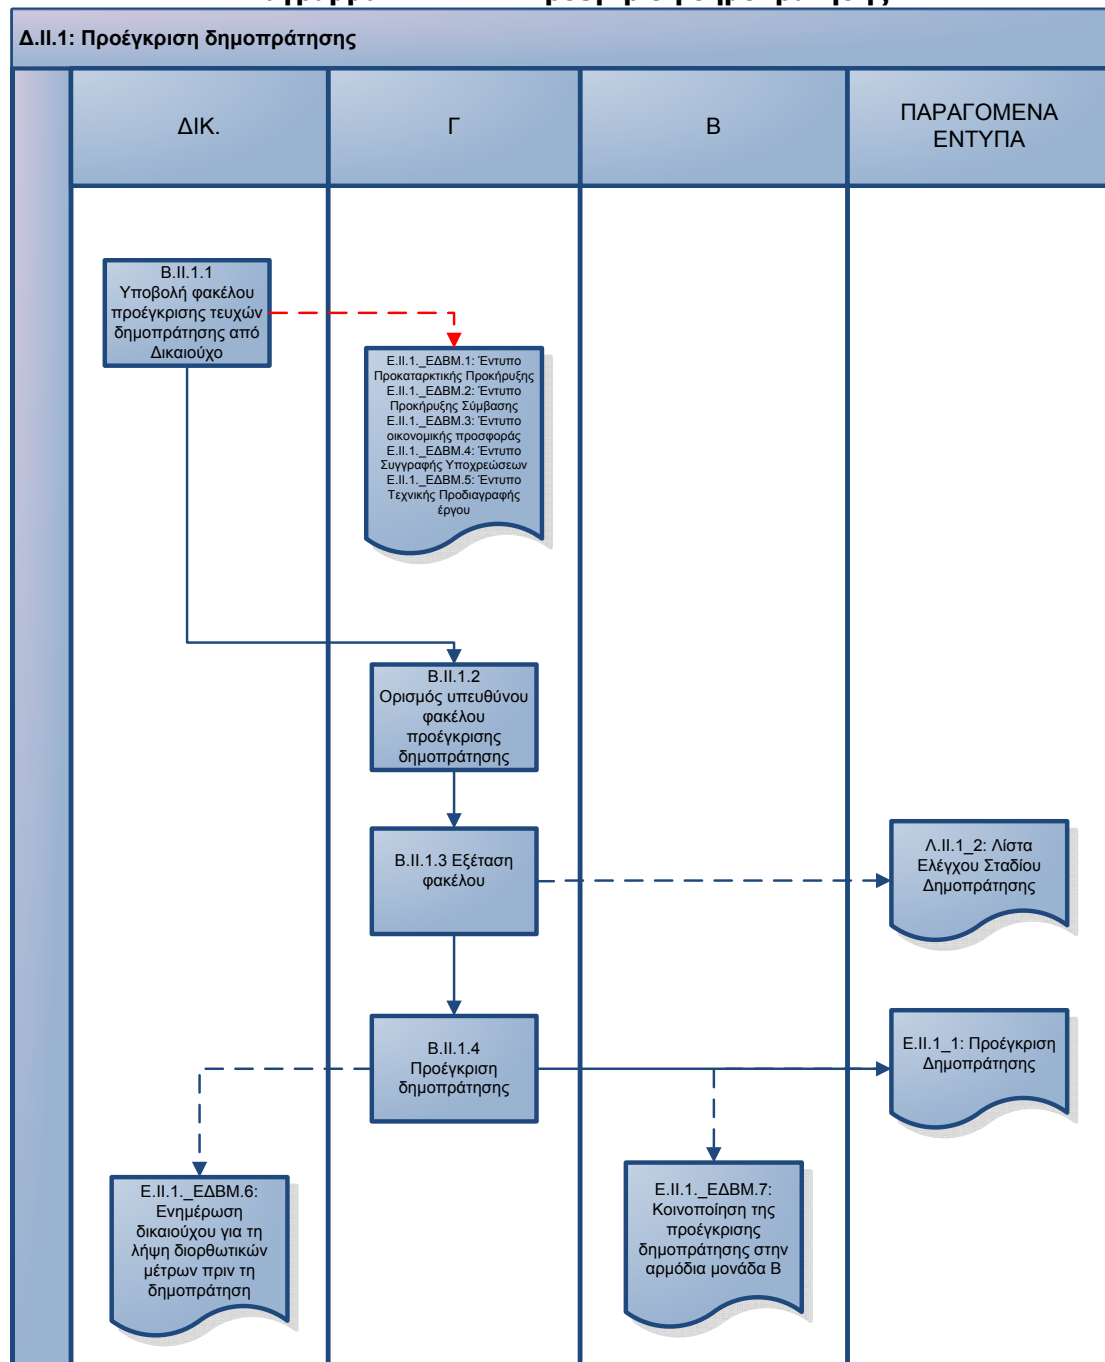 Δ.ΙΙ.1: Προέγκριση δημοπράτησης
ΔΙΚ.
Γ
Β
ΠΑΡΑΓΟΜΕΝΑ
ΕΝΤΥΠΑ
Β.ΙΙ.1.1
Υποβολή φακέλου
προέγκρισης τευχών
δημοπράτησης από
Δικαιούχο
Ε.ΙΙ.1._ΕΔΒΜ.1: Έντυπο
Προκαταρκτικής Προκήρυξης
Ε.ΙΙ.1._ΕΔΒΜ.2: Έντυπο
Προκήρυξης Σύμβασης
Ε.ΙΙ.1._ΕΔΒΜ.3: Έντυπο
οικονομικής προσφοράς
Ε.ΙΙ.1._ΕΔΒΜ.4: Έντυπο
Συγγραφής Υποχρεώσεων
Ε.ΙΙ.1._ΕΔΒΜ.5: Έντυπο
Τεχνικής Προδιαγραφής
έργου
Β.ΙΙ.1.2
Ορισμός υπευθύνου
φακέλου
προέγκρισης
δημοπράτησης
Β.ΙΙ.1.3 Εξέταση
φακέλου
Λ.ΙΙ.1_2: Λίστα
Ελέγχου Σταδίου
Δημοπράτησης
Β.ΙΙ.1.4
Προέγκριση
δημοπράτησης
Ε.ΙΙ.1_1: Προέγκριση
Δημοπράτησης
Ε.ΙΙ.1._ΕΔΒΜ.6:
Ενημέρωση
δικαιούχου για τη
λήψη διορθωτικών
μέτρων πριν τη
δημοπράτηση
Ε.ΙΙ.1._ΕΔΒΜ.7:
Κοινοποίηση της
προέγκρισης
δημοπράτησης στην
αρμόδια μονάδα Β